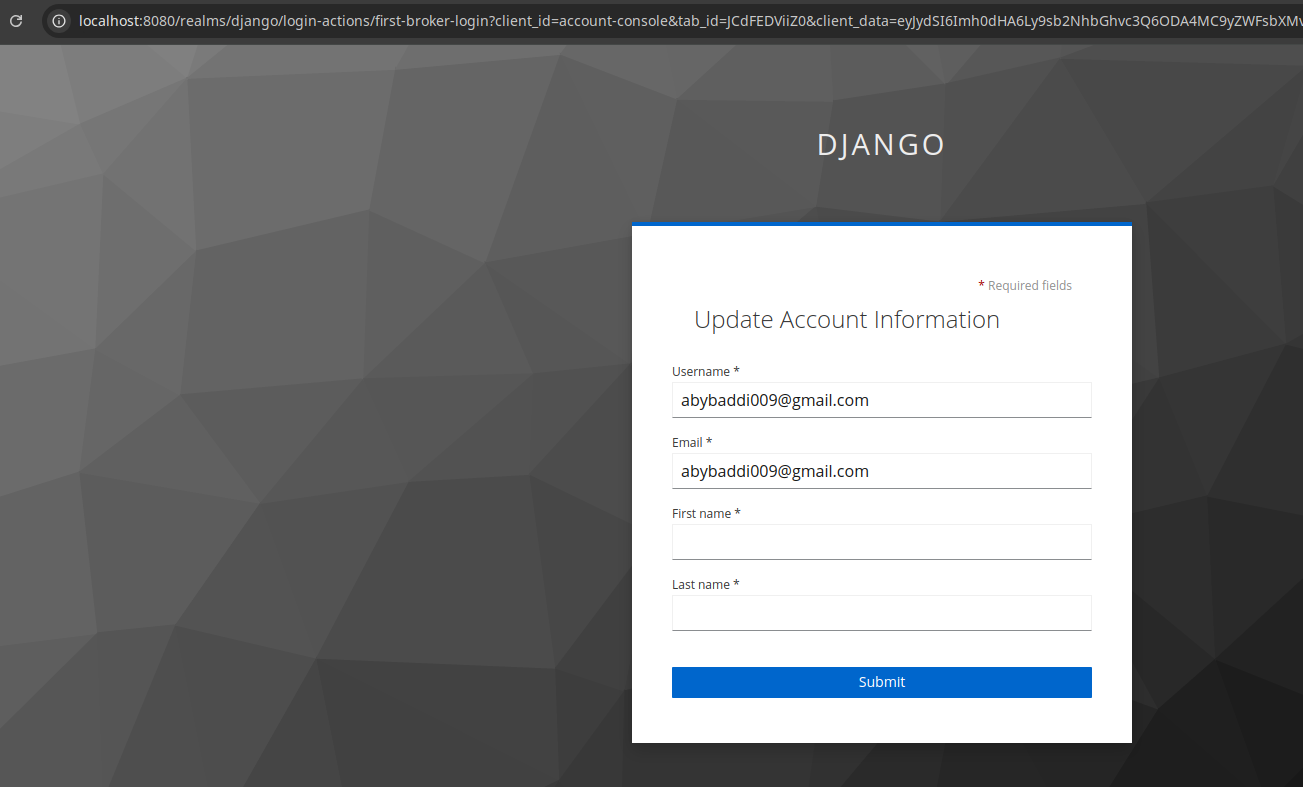 localhost:8080/realms/django/login-actions/first-broker-login?client_id=account-console&tab_id=JCdFEDViiZ0&client_data=eyJydSI6Imh0dHA6Ly9sb2NhbGhvc3Q6ODA4MC9yZWFsbXMv
DJANGO
* Required fields
Update Account Information
Username *
abybaddi009@gmail.com
Email *
abybaddi009@gmail.com
First name *
Last name *
Submit